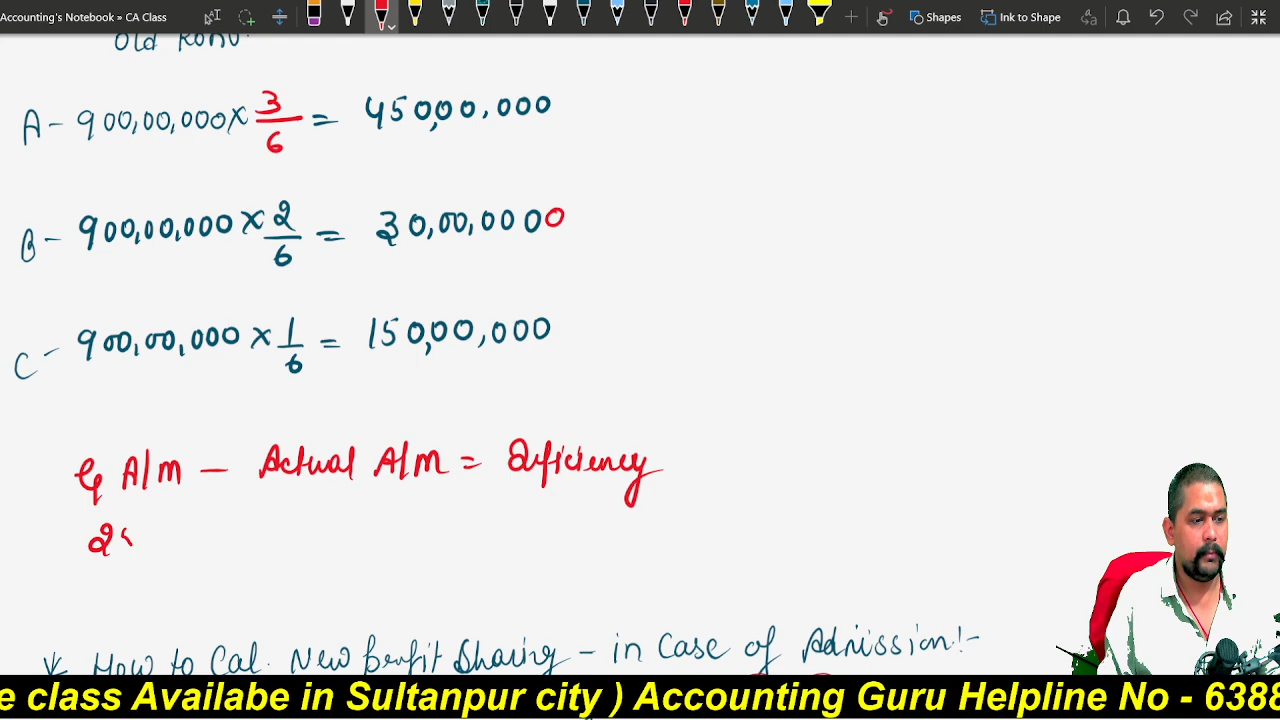 Accounting's Notebook » CA Class
Shapes
Ink to Shape
Old
A - 900,00,000 × 3/6 = 450,00,000
B - 900,00,000 × 2/6 = 30,00,0000
C - 900,00,000 × 1/6 = 150,00,000
G A/M - Actual A/M = Deficiency
* How to Cal. New Profit Sharing - in Case of Admission!-
e class Availabe in Sultanpur city ) Accounting Guru Helpline No - 6388